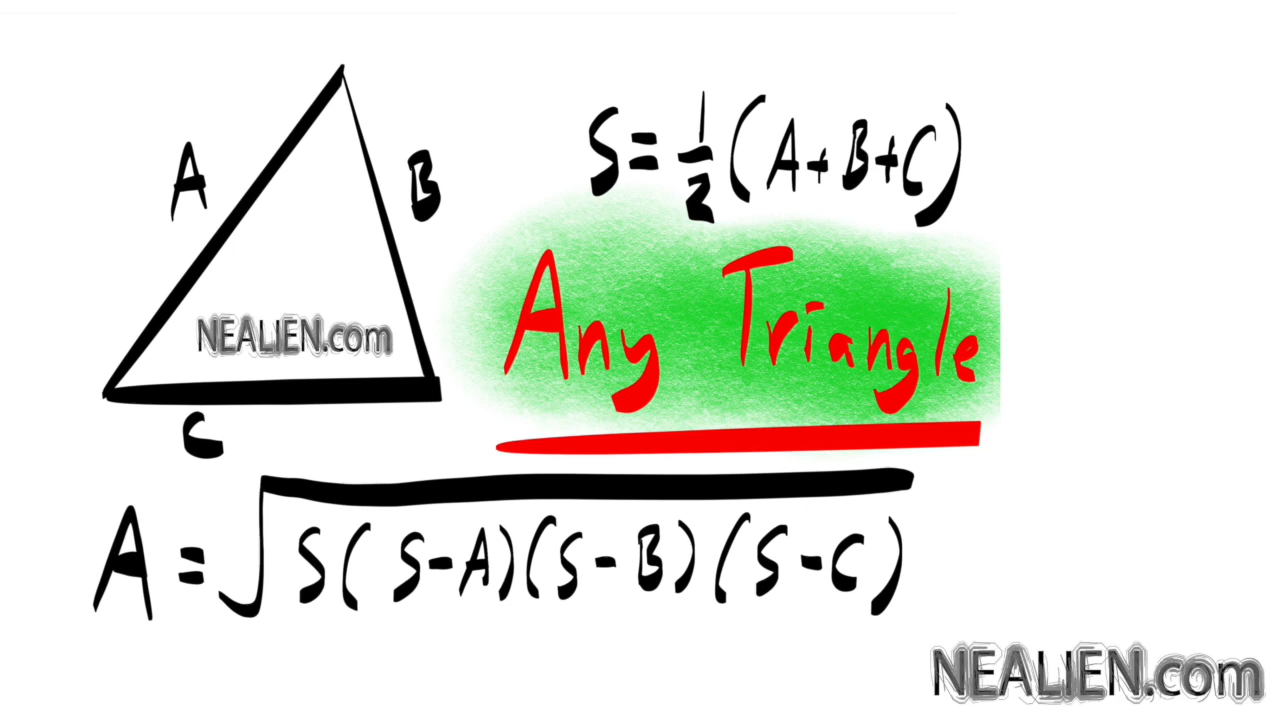 A
B
S = 1/2 (A+B+C)
Any Triangle
NEALIEN.com
C
A = √S(S-A)(S-B)(S-C)
NEALIEN.com